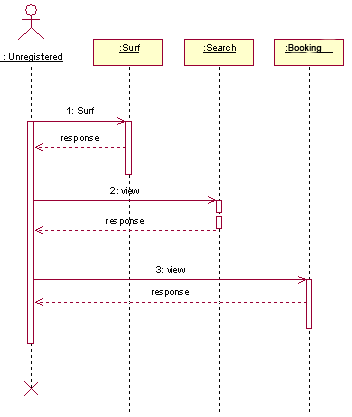 :Surf
:Search
:Booking
: Unregistered
1: Surf
response
2: view
response
3: view
response